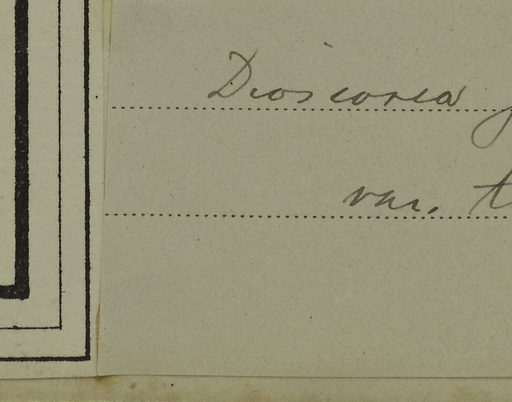 Dioscorea
var. t